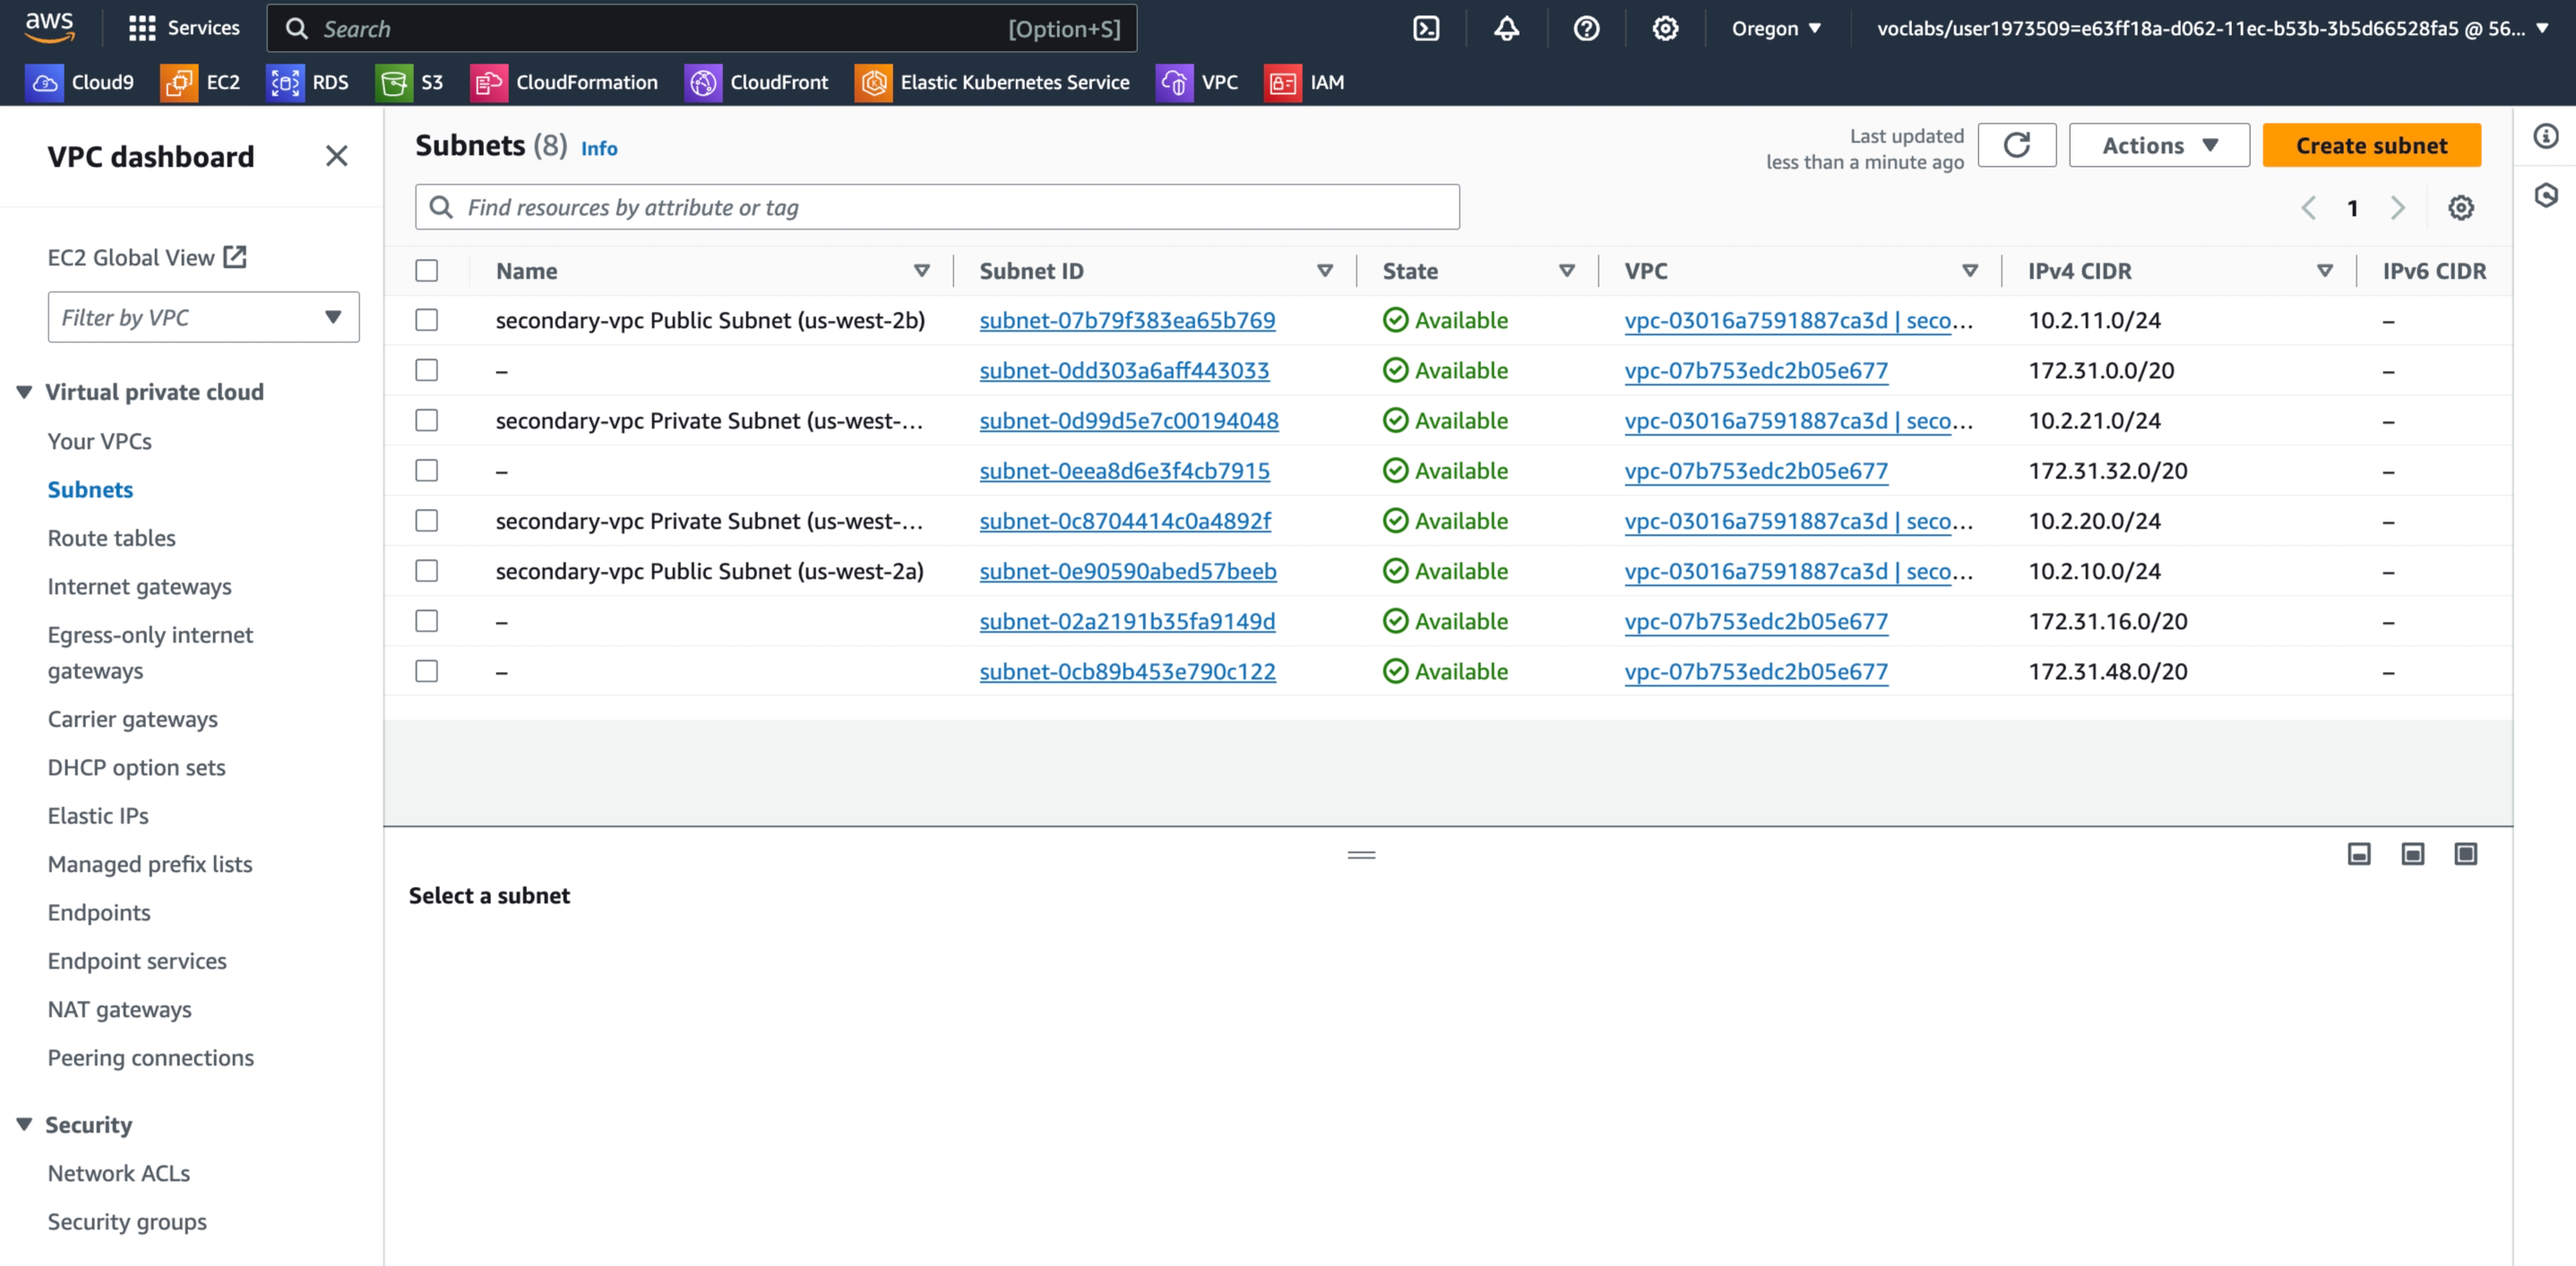 aws Services Search [Option+S] Oregon voclabs/user1973509=e63ff18a-d062-11ec-b53b-3b5d66528fa5 @ 56...
Cloud9 EC2 RDS S3 CloudFormation CloudFront Elastic Kubernetes Service VPC IAM
VPC dashboard
EC2 Global View
Filter by VPC
Virtual private cloud
Your VPCs
Subnets
Route tables
Internet gateways
Egress-only internet
gateways
Carrier gateways
DHCP option sets
Elastic IPs
Managed prefix lists
Endpoints
Endpoint services
NAT gateways
Peering connections
Security
Network ACLs
Security groups
Subnets (8) Info
Last updated
less than a minute ago
Actions
Create subnet
Find resources by attribute or tag
1
Name Subnet ID State VPC IPv4 CIDR IPv6 CIDR
secondary-vpc Public Subnet (us-west-2b) subnet-07b79f383ea65b769 Available vpc-03016a7591887ca3d | seco... 10.2.11.0/24 –
– subnet-0dd303a6aff443033 Available vpc-07b753edc2b05e677 172.31.0.0/20 –
secondary-vpc Private Subnet (us-west-... subnet-0d99d5e7c00194048 Available vpc-03016a7591887ca3d | seco... 10.2.21.0/24 –
– subnet-0eea8d6e3f4cb7915 Available vpc-07b753edc2b05e677 172.31.32.0/20 –
secondary-vpc Private Subnet (us-west-... subnet-0c8704414c0a4892f Available vpc-03016a7591887ca3d | seco... 10.2.20.0/24 –
secondary-vpc Public Subnet (us-west-2a) subnet-0e90590abed57beeb Available vpc-03016a7591887ca3d | seco... 10.2.10.0/24 –
– subnet-02a2191b35fa9149d Available vpc-07b753edc2b05e677 172.31.16.0/20 –
– subnet-0cb89b453e790c122 Available vpc-07b753edc2b05e677 172.31.48.0/20 –
Select a subnet